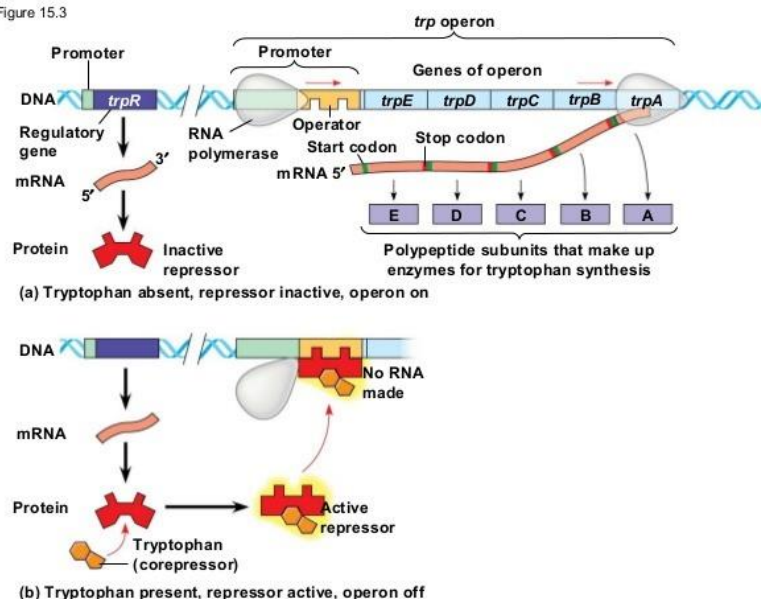 Figure 15.3
trp operon
Promoter
Promoter
Genes of operon
DNA
trpR
trpE
trpD
trpC
trpB
trpA
Regulatory
gene
RNA
polymerase
Operator
Start codon
Stop codon
mRNA
3′
5′
mRNA 5′
E
D
C
B
A
Protein
Inactive
repressor
Polypeptide subunits that make up
enzymes for tryptophan synthesis
(a) Tryptophan absent, repressor inactive, operon on
DNA
No RNA
made
mRNA
Protein
Active
repressor
Tryptophan
(corepressor)
(b) Tryptophan present, repressor active, operon off